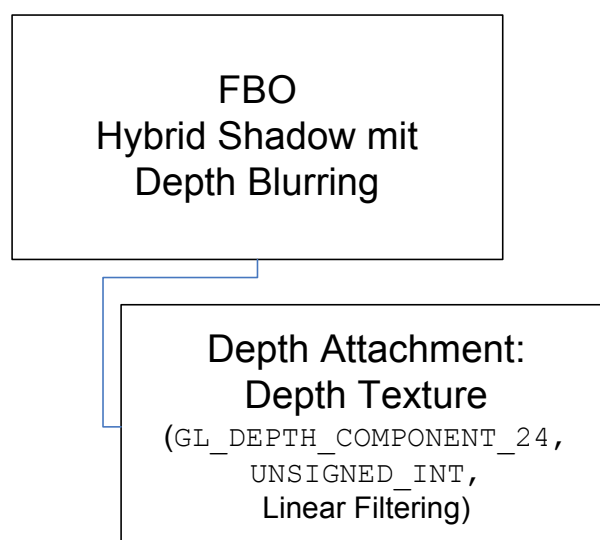 FBO
Hybrid Shadow mit
Depth Blurring
Depth Attachment:
Depth Texture
(GL_DEPTH_COMPONENT_24,
UNSIGNED_INT,
Linear Filtering)